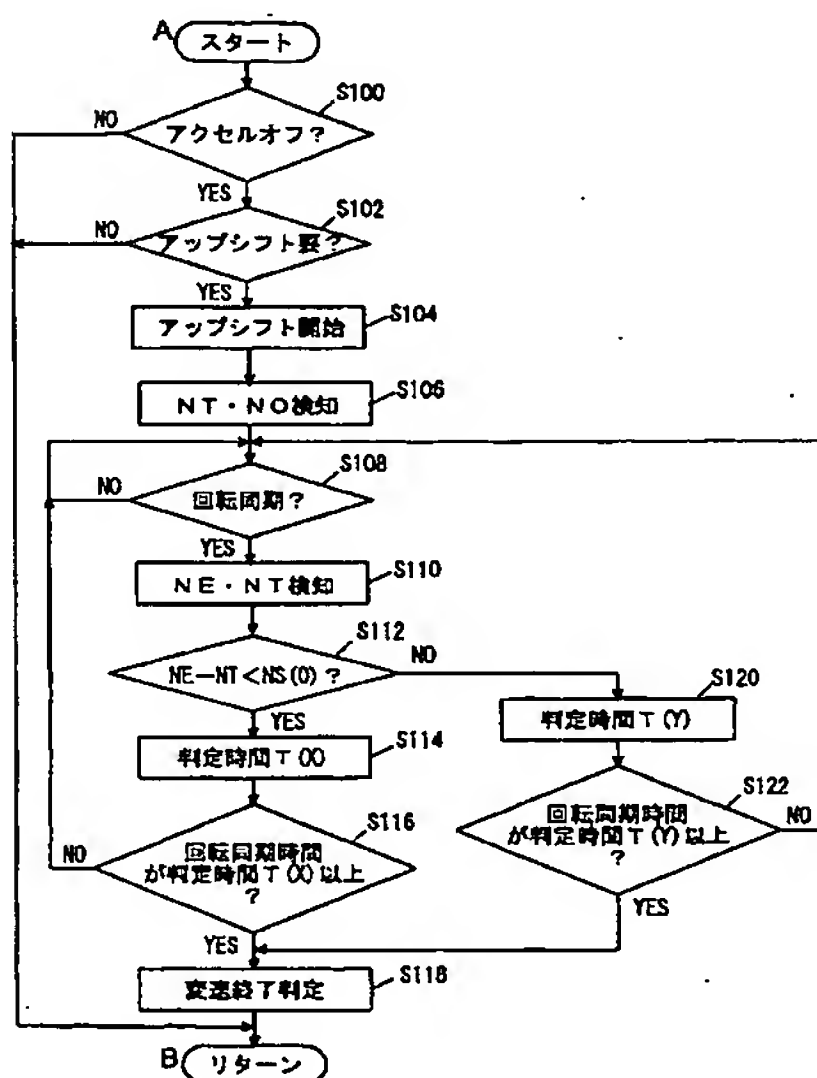 A スタート
S100
NO
アクセルオフ?
YES
S102
NO
アップシフト要?
YES
S104
アップシフト開始
S106
NT・NO検知
S108
NO
回転同期?
YES
S110
NE・NT検知
S112
NE-NT<NS(0)?
NO
S120
YES
判定時間T(Y)
S114
判定時間T(X)
S122
S116
回転同期時間
が判定時間T(Y)以上
?
NO
回転同期時間
が判定時間T(X)以上
?
NO
YES
YES
S118
変速終了判定
B リターン